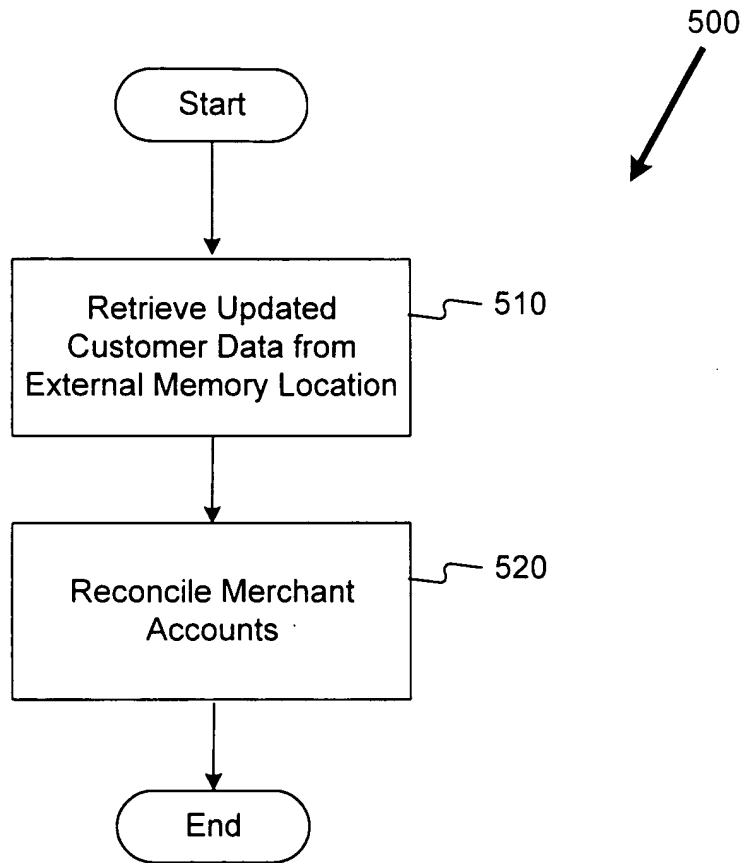 500
Start
Retrieve Updated
Customer Data from
External Memory Location
510
Reconcile Merchant
Accounts
520
End